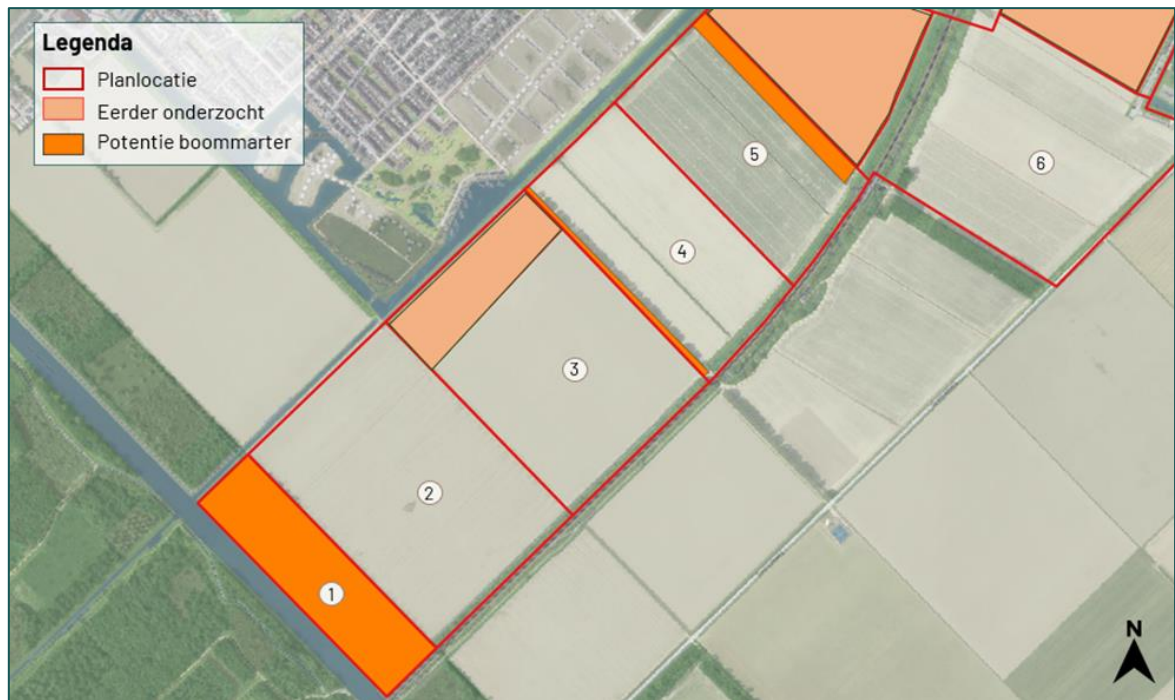 Legenda
Planlocatie
Eerder onderzocht
Potentie boommarter
5
6
4
3
2
1
N